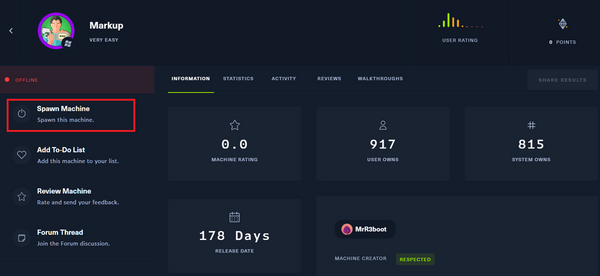 Markup
VERY EASY
USER RATING
0 POINTS
OFFLINE
INFORMATION
STATISTICS
ACTIVITY
REVIEWS
WALKTHROUGHS
SHARE RESULTS
Spawn Machine
Spawn this machine.
Add To-Do List
Add this machine to your list.
Review Machine
Rate and send your feedback.
Forum Thread
Join the Forum discussion.
0.0
MACHINE RATING
917
USER OWNS
815
SYSTEM OWNS
178 Days
RELEASE DATE
MrR3boot
MACHINE CREATOR
RESPECTED